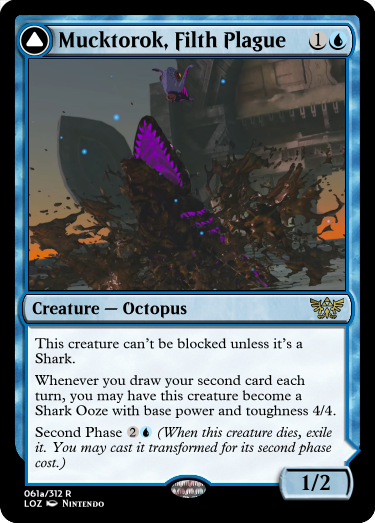 Mucktorok, Filth Plague 1
Creature — Octopus
This creature can't be blocked unless it's a
Shark.
Whenever you draw your second card each
turn, you may have this creature become a
Shark Ooze with base power and toughness 4/4.
Second Phase 2 (When this creature dies, exile
it. You may cast it transformed for its second phase
cost.)
1/2
061a/312 R
LOZ Nintendo